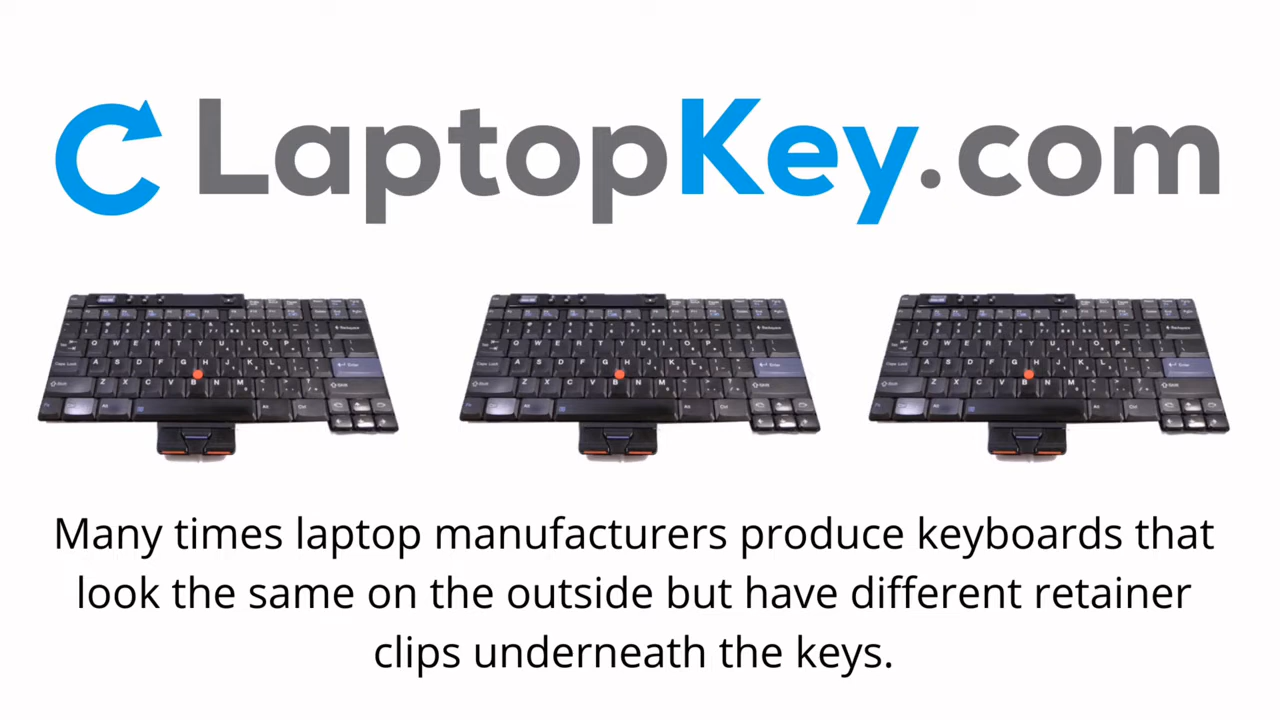 LaptopKey.com
Many times laptop manufacturers produce keyboards that
look the same on the outside but have different retainer
clips underneath the keys.